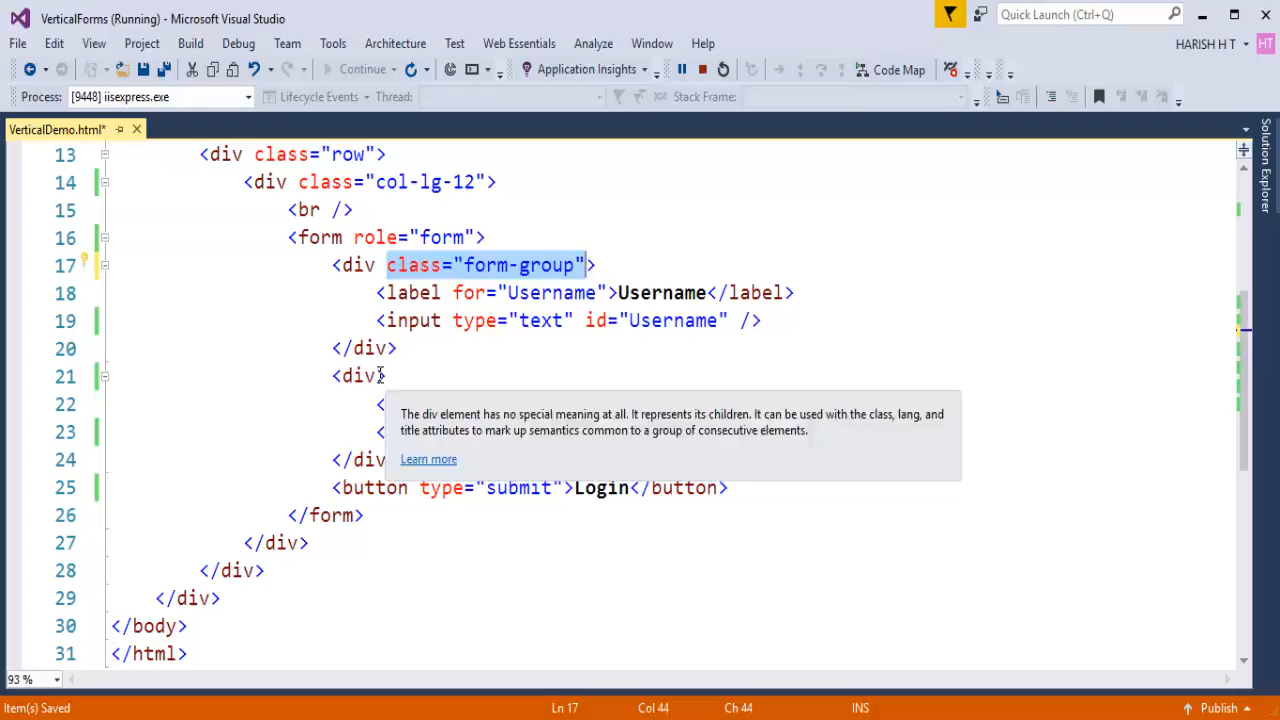 VerticalForms (Running) - Microsoft Visual Studio
Quick Launch (Ctrl+Q)
File Edit View Project Build Debug Team Tools Architecture Test Web Essentials Analyze Window Help
HARISH H T
HT
Continue
Application Insights
Code Map
Process: [9448] iisexpress.exe
Lifecycle Events
Thread:
Stack Frame:
VerticalDemo.html*
Solution Explorer
13 <div class="row">
14 <div class="col-lg-12">
15 <br />
16 <form role="form">
17 <div class="form-group">
18 <label for="Username">Username</label>
19 <input type="text" id="Username" />
20 </div>
21 <div>
22 <
23 <
24 </div
25 <button type="submit">Login</button>
26 </form>
27 </div>
28 </div>
29 </div>
30 </body>
31 </html>
The div element has no special meaning at all. It represents its children. It can be used with the class, lang, and
title attributes to mark up semantics common to a group of consecutive elements.
Learn more
93 %
Item(s) Saved
Ln 17
Col 44
Ch 44
INS
Publish